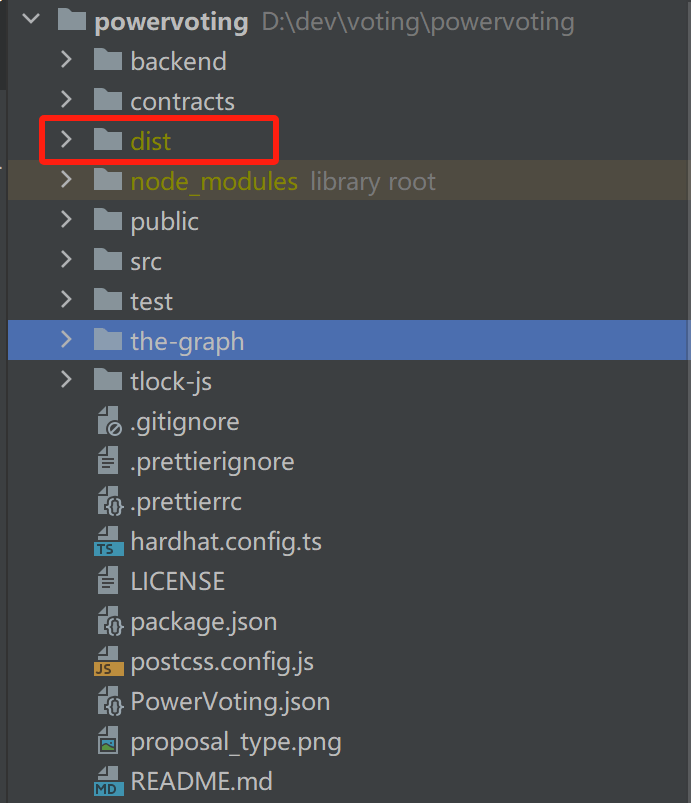 powervoting D:\dev\voting\powervoting
backend
contracts
dist
node_modules library root
public
src
test
the-graph
tlock-js
.gitignore
.prettierignore
.prettierrc
TS hardhat.config.ts
LICENSE
package.json
JS postcss.config.js
PowerVoting.json
proposal_type.png
MD README.md